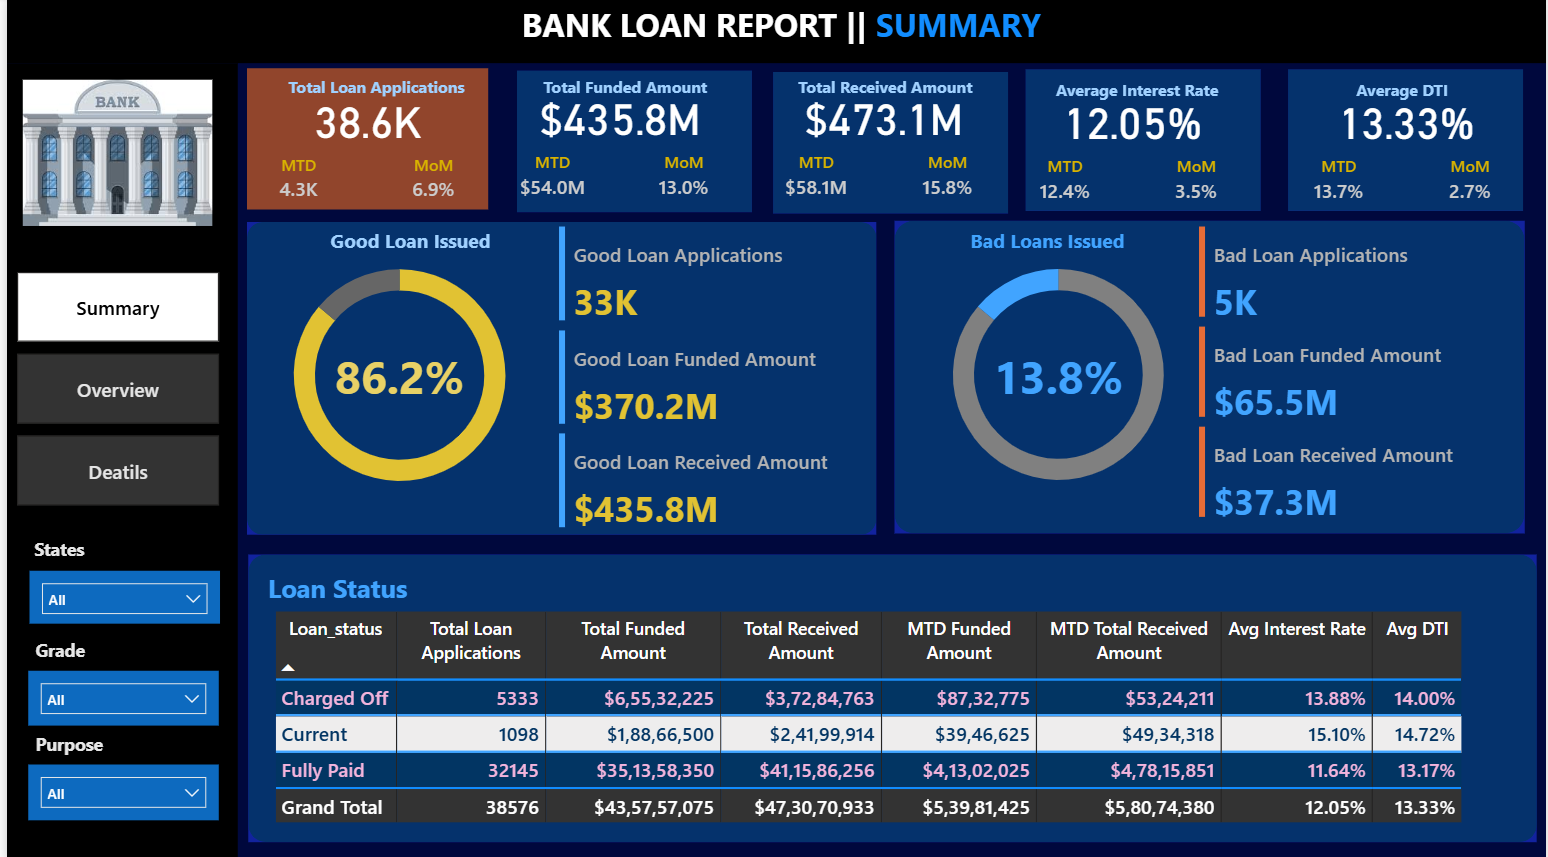 BANK LOAN REPORT || SUMMARY
BANK
Summary
Overview
Deatils
States
All
Grade
All
Purpose
All
Total Loan Applications
38.6K
MTD MoM
4.3K 6.9%
Total Funded Amount
$435.8M
MTD MoM
$54.0M 13.0%
Total Received Amount
$473.1M
MTD MoM
$58.1M 15.8%
Average Interest Rate
12.05%
MTD MoM
12.4% 3.5%
Average DTI
13.33%
MTD MoM
13.7% 2.7%
Good Loan Issued
86.2%
Good Loan Applications
33K
Good Loan Funded Amount
$370.2M
Good Loan Received Amount
$435.8M
Bad Loans Issued
13.8%
Bad Loan Applications
5K
Bad Loan Funded Amount
$65.5M
Bad Loan Received Amount
$37.3M
Loan Status
Loan_status Total Loan Applications Total Funded Amount Total Received Amount MTD Funded Amount MTD Total Received Amount Avg Interest Rate Avg DTI
Charged Off 5333 $6,55,32,225 $3,72,84,763 $87,32,775 $53,24,211 13.88% 14.00%
Current 1098 $1,88,66,500 $2,41,99,914 $39,46,625 $49,34,318 15.10% 14.72%
Fully Paid 32145 $35,13,58,350 $41,15,86,256 $4,13,02,025 $4,78,15,851 11.64% 13.17%
Grand Total 38576 $43,57,57,075 $47,30,70,933 $5,39,81,425 $5,80,74,380 12.05% 13.33%